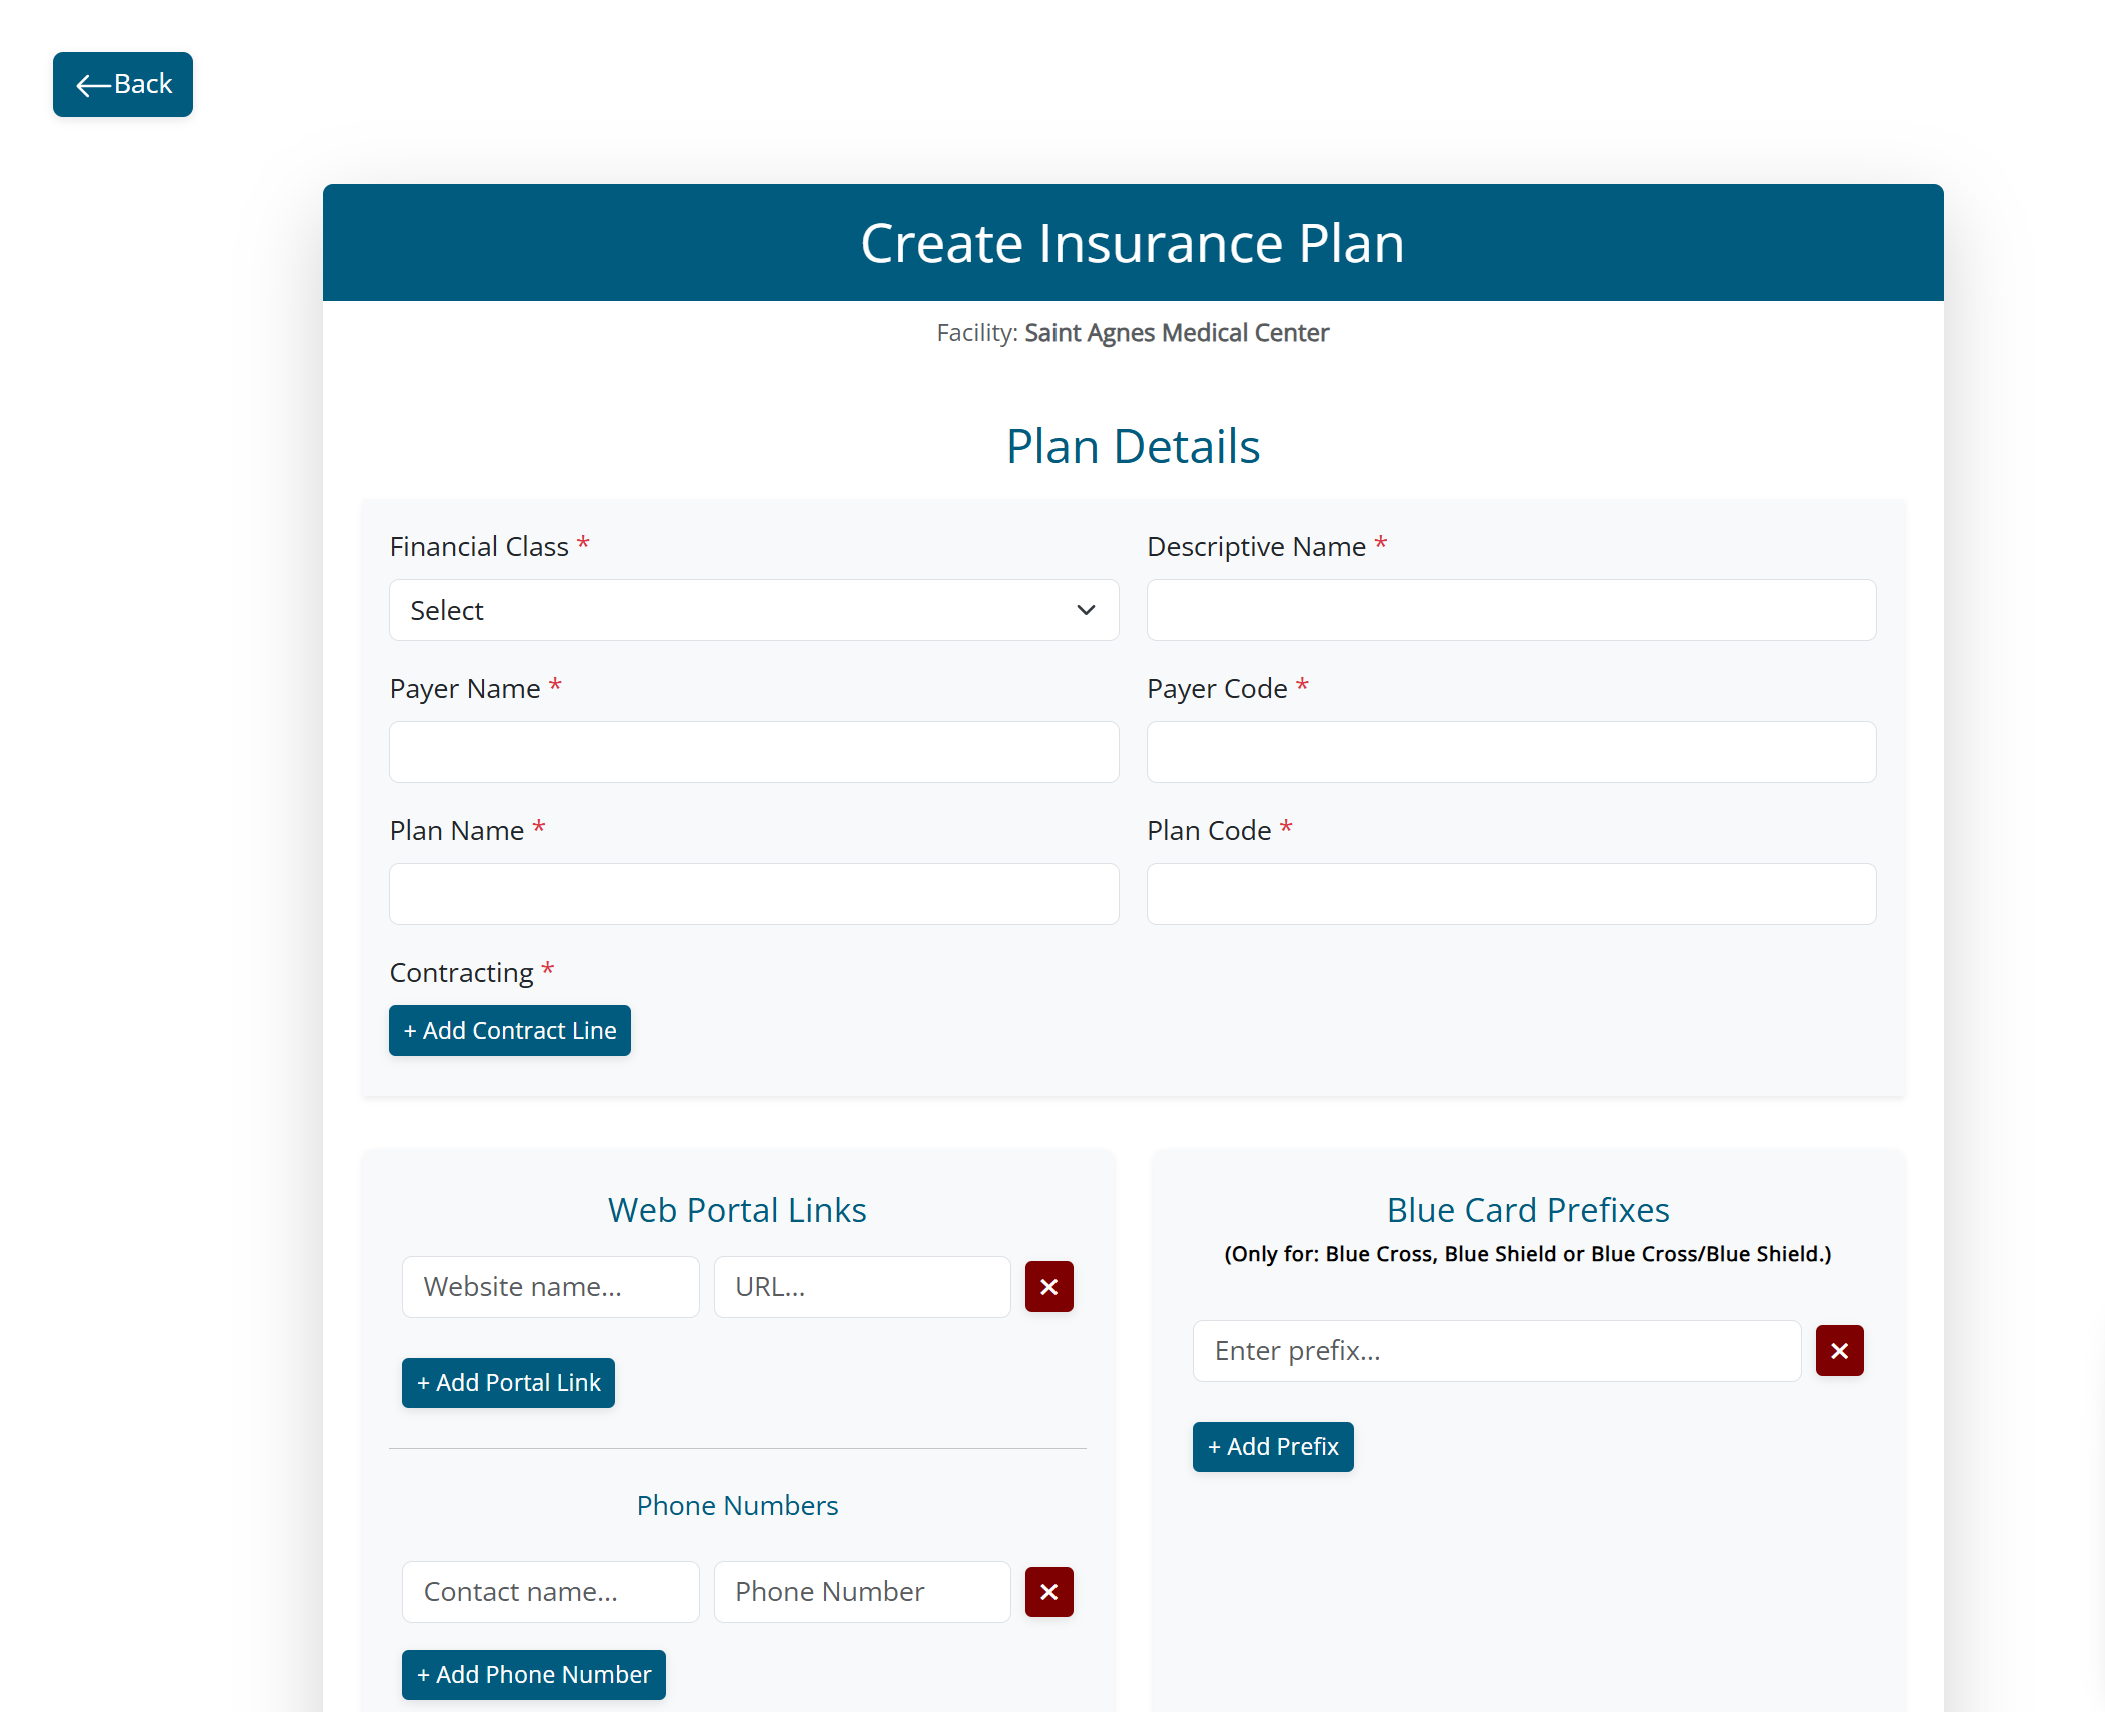 Back
Create Insurance Plan
Facility: Saint Agnes Medical Center
Plan Details
Financial Class *
Select
Descriptive Name *
Payer Name *
Payer Code *
Plan Name *
Plan Code *
Contracting *
+ Add Contract Line
Web Portal Links
Website name...
URL...
+ Add Portal Link
Phone Numbers
Contact name...
Phone Number
+ Add Phone Number
Blue Card Prefixes
(Only for: Blue Cross, Blue Shield or Blue Cross/Blue Shield.)
Enter prefix...
+ Add Prefix